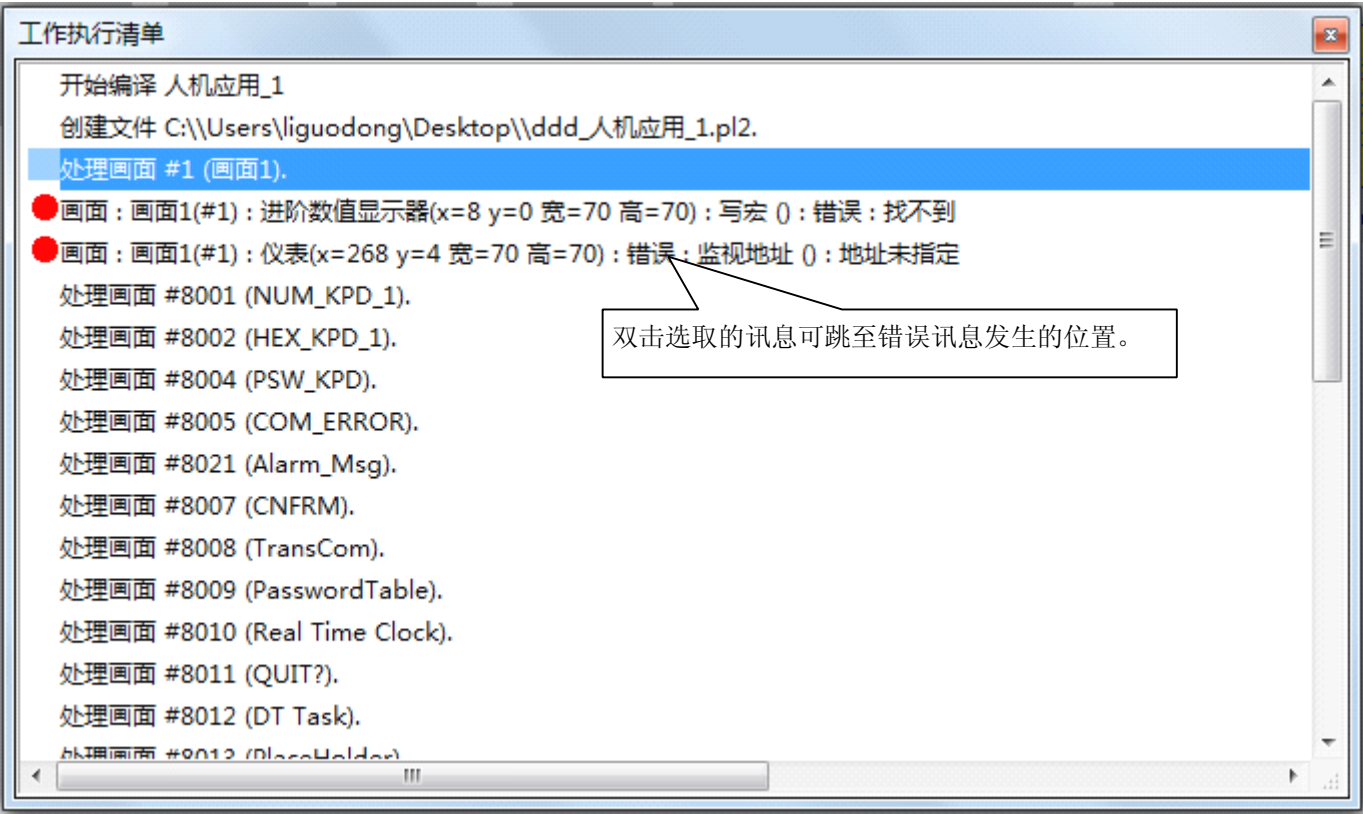 工作执行清单
开始编译 人机应用_1
创建文件 C:\\Users\liguodong\Desktop\\ddd_人机应用_1.pl2.
处理画面 #1 (画面1).
画面 : 画面1(#1) : 进阶数值显示器(x=8 y=0 宽=70 高=70) : 写宏 () : 错误 : 找不到
画面 : 画面1(#1) : 仪表(x=268 y=4 宽=70 高=70) : 错误 : 监视地址 () : 地址未指定
处理画面 #8001 (NUM_KPD_1).
处理画面 #8002 (HEX_KPD_1).
双击选取的讯息可跳至错误讯息发生的位置。
处理画面 #8004 (PSW_KPD).
处理画面 #8005 (COM_ERROR).
处理画面 #8021 (Alarm_Msg).
处理画面 #8007 (CNFRM).
处理画面 #8008 (TransCom).
处理画面 #8009 (PasswordTable).
处理画面 #8010 (Real Time Clock).
处理画面 #8011 (QUIT?).
处理画面 #8012 (DT Task).
处理画面 #8013 (PlaceHolder)